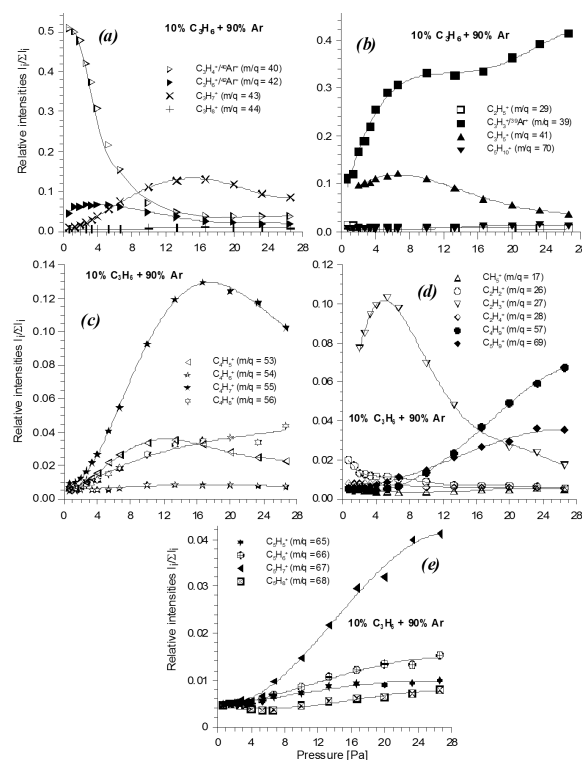 (a)
10% C₃H₆ + 90% Ar
C₃H₄⁺/⁴⁰Ar⁺ (m/q = 40)
C₃H₆⁺/⁴⁰Ar⁺ (m/q = 42)
C₃H₇⁺ (m/q = 43)
C₃H₈⁺ (m/q = 44)
Relative intensities Iᵢ/ΣIᵢ
0.5
0.4
0.3
0.2
0.1
0.0
0 4 8 12 16 20 24 28
(b)
10% C₃H₆ + 90% Ar
C₂H₅⁺ (m/q = 29)
C₃H₃⁺/³⁹Ar⁺ (m/q = 39)
C₃H₅⁺ (m/q = 41)
C₅H₁₀⁺ (m/q = 70)
0.4
0.3
0.2
0.1
0.0
0 4 8 12 16 20 24 28
10% C₃H₆ + 90% Ar
(c)
C₄H₅⁺ (m/q = 53)
C₄H₆⁺ (m/q = 54)
C₄H₇⁺ (m/q = 55)
C₄H₈⁺ (m/q = 56)
Relative intensities Iᵢ/ΣIᵢ
0.14
0.12
0.10
0.08
0.06
0.04
0.02
0.00
0 4 8 12 16 20 24 28
(d)
CH₅⁺ (m/q = 17)
C₂H₂⁺ (m/q = 26)
C₂H₃⁺ (m/q = 27)
C₂H₄⁺ (m/q = 28)
C₄H₉⁺ (m/q = 57)
C₅H₉⁺ (m/q = 69)
10% C₃H₆ + 90% Ar
0.12
0.10
0.08
0.06
0.04
0.02
0.00
0 4 8 12 16 20 24 28
C₅H₅⁺ (m/q = 65)
C₅H₆⁺ (m/q = 66)
C₅H₇⁺ (m/q = 67)
C₅H₈⁺ (m/q = 68)
(e)
10% C₃H₆ + 90% Ar
Relative intensities Iᵢ/ΣIᵢ
0.04
0.03
0.02
0.01
0
0 4 8 12 16 20 24 28
Pressure [Pa]